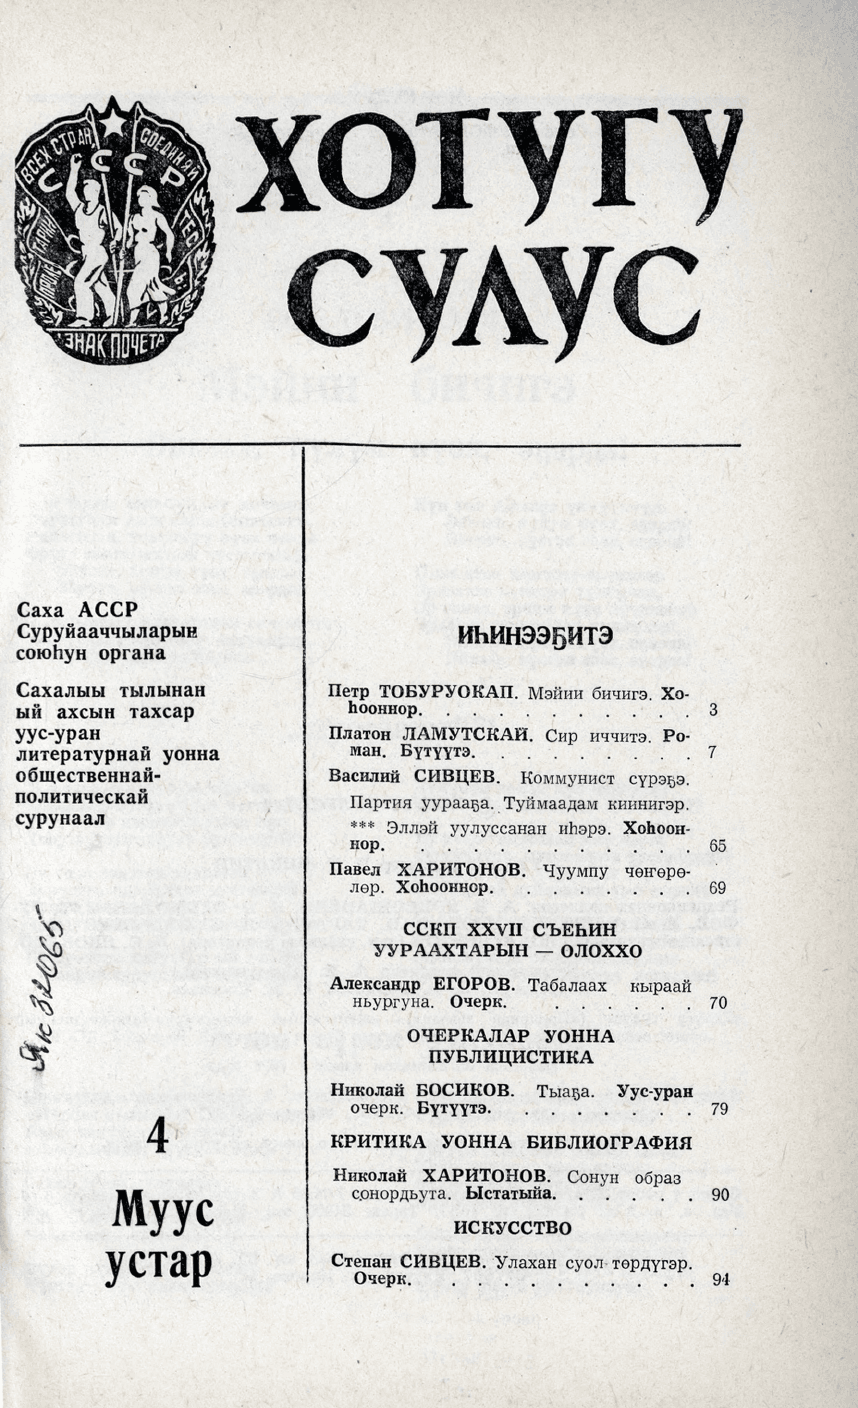 ВСЕХ СТРАН, СОЕДИНЯЙ
СССР
ЗНАК ПОЧЕТА
ХОТУГУ
СУЛУС
Саха АССР
Суруйааччыларын
союһун органа
Сахалыы тылынан
ый ахсын тахсар
уус-уран
литературнай уонна
общественнай-
политическай
сурунаал
Як 32065
4
Муус
устар
ИҺИНЭЭҔИТЭ
Петр ТОБУРУОКАП. Мэйии бичигэ. Хо-
һооннор. . . . . . . . . . . 3
Платон ЛАМУТСКАЙ. Сир иччитэ. Ро-
ман. Бүтүүтэ. . . . . . . . . 7
Василий СИВЦЕВ. Коммунист сүрэҕэ.
Партия уурааҕа. Туймаадам киинигэр.
*** Эллэй уулуссанан иһэрэ. Хоһоон-
нор. . . . . . . . . . . . 65
Павел ХАРИТОНОВ. Чуумпу чөҥөрө-
лөр. Хоһооннор. . . . . . . . 69
ССКП XXVII СЪЕҺИН
УУРААХТАРЫН — ОЛОХХО
Александр ЕГОРОВ. Табалаах кыраай
ньургуна. Очерк. . . . . . . 70
ОЧЕРКАЛАР УОННА
ПУБЛИЦИСТИКА
Николай БОСИКОВ. Тыаҕа. Уус-уран
очерк. Бүтүүтэ. . . . . . . . 79
КРИТИКА УОННА БИБЛИОГРАФИЯ
Николай ХАРИТОНОВ. Сонун образ
сонордьута. Ыстатыйа. . . . . . 90
ИСКУССТВО
Степан СИВЦЕВ. Улахан суол төрдүгэр.
Очерк. . . . . . . . . . . 94